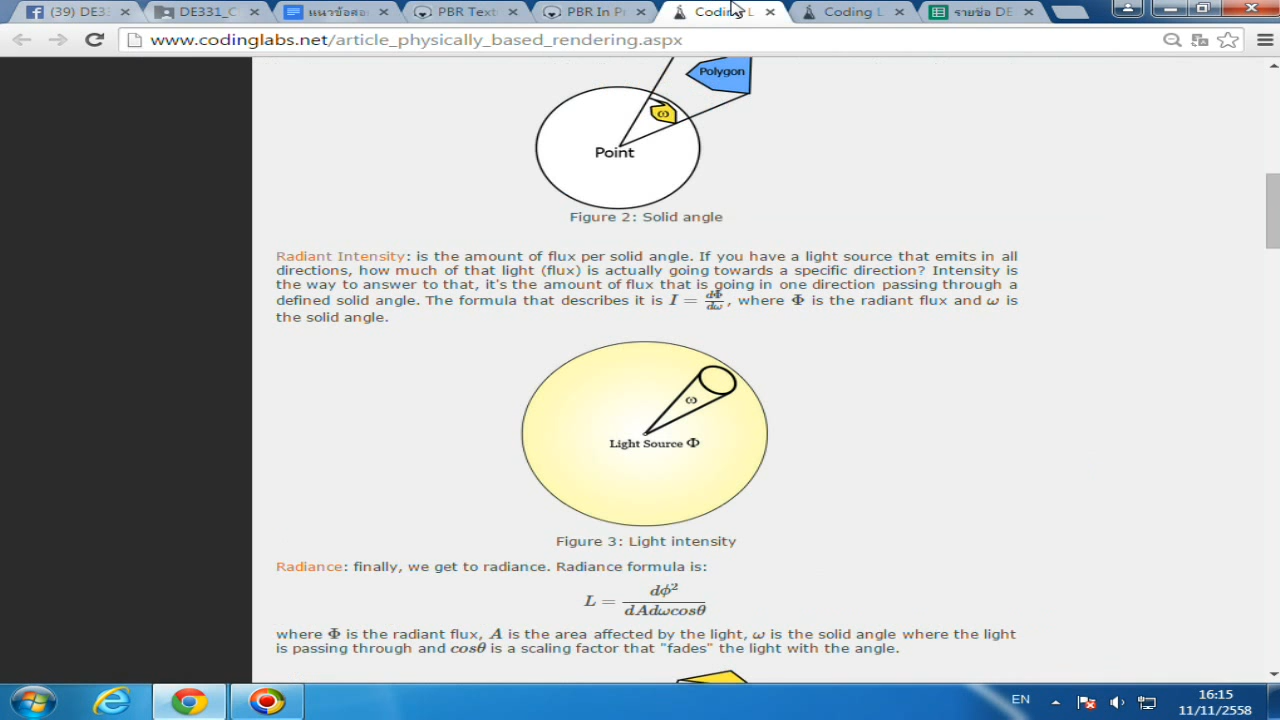 (39) DE33
DE331_C
แนวข้อสอ
PBR Text
PBR In Pr
Coding L
Coding L
รายชื่อ DE
www.codinglabs.net/article_physically_based_rendering.aspx
Polygon
ω
Point
Figure 2: Solid angle
Radiant Intensity: is the amount of flux per solid angle. If you have a light source that emits in all
directions, how much of that light (flux) is actually going towards a specific direction? Intensity is
the way to answer to that, it's the amount of flux that is going in one direction passing through a
defined solid angle. The formula that describes it is I = dΦ/dω, where Φ is the radiant flux and ω is
the solid angle.
ω
Light Source Φ
Figure 3: Light intensity
Radiance: finally, we get to radiance. Radiance formula is:
L = dϕ²/dAdωcosθ
where Φ is the radiant flux, A is the area affected by the light, ω is the solid angle where the light
is passing through and cosθ is a scaling factor that "fades" the light with the angle.
EN
16:15
11/11/2558